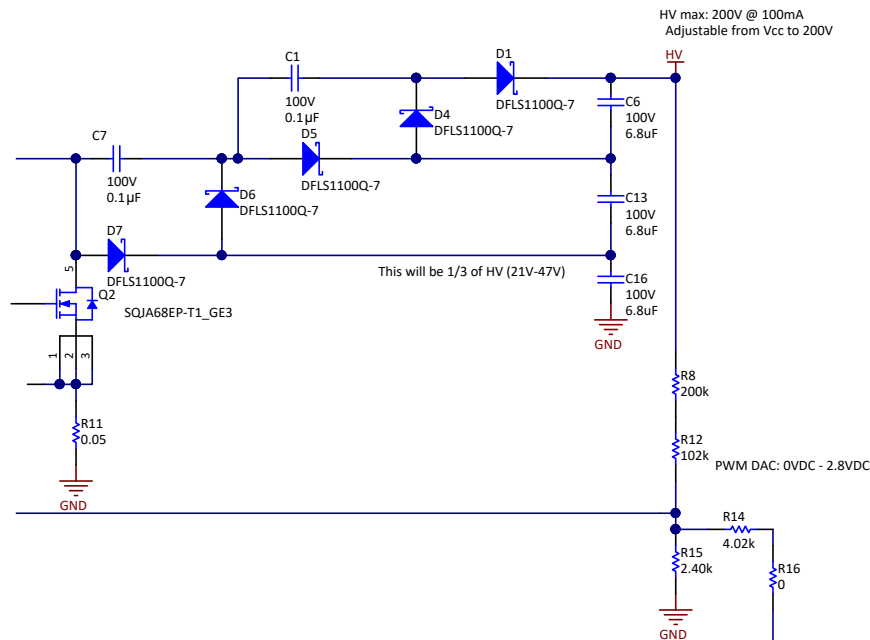 HV max: 200V @ 100mA
Adjustable from Vcc to 200V
HV
C1
100V
0.1µF
D1
DFLS1100Q-7
C6
100V
6.8uF
D4
DFLS1100Q-7
C7
100V
0.1µF
D5
DFLS1100Q-7
D6
DFLS1100Q-7
C13
100V
6.8uF
D7
DFLS1100Q-7
This will be 1/3 of HV (21V-47V)
C16
100V
6.8uF
GND
5
Q2
SQJA68EP-T1_GE3
1
2
3
R11
0.05
GND
R8
200k
R12
102k
PWM DAC: 0VDC - 2.8VDC
R14
4.02k
R15
2.40k
R16
0
GND